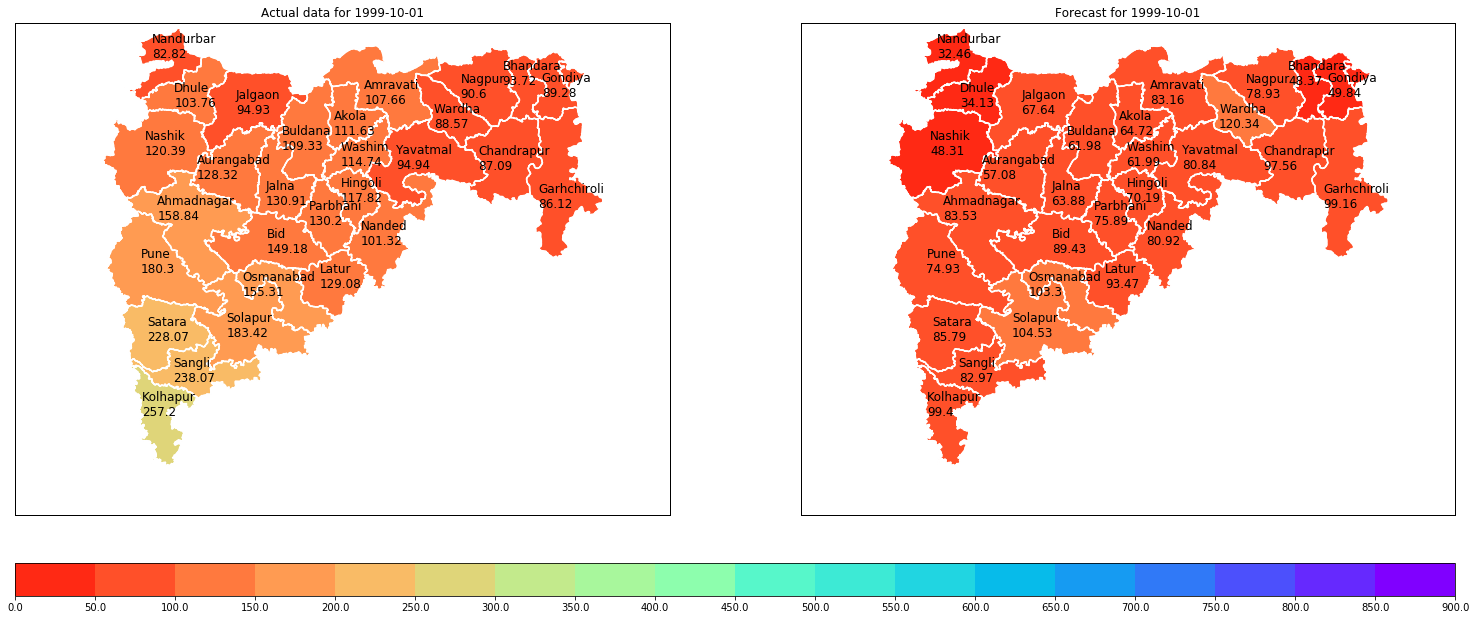 Actual data for 1999-10-01
Nandurbar
82.82
Dhule
103.76
Jalgaon
94.93
Amravati
107.66
Nagpur
90.6
Bhandara
93.72
Gondiya
89.28
Wardha
88.57
Nashik
120.39
Buldana
109.33
Akola
111.63
Washim
114.74
Yavatmal
94.94
Chandrapur
87.09
Aurangabad
128.32
Jalna
130.91
Hingoli
117.82
Garhchiroli
86.12
Ahmadnagar
158.84
Parbhani
130.2
Bid
149.18
Nanded
101.32
Pune
180.3
Osmanabad
155.31
Latur
129.08
Satara
228.07
Solapur
183.42
Sangli
238.07
Kolhapur
257.2
Forecast for 1999-10-01
Nandurbar
32.46
Dhule
34.13
Jalgaon
67.64
Amravati
83.16
Nagpur
78.93
Bhandara
48.37
Gondiya
49.84
Wardha
120.34
Nashik
48.31
Buldana
61.98
Akola
64.72
Washim
61.99
Yavatmal
80.84
Chandrapur
97.56
Aurangabad
57.08
Jalna
63.88
Hingoli
70.19
Garhchiroli
99.16
Ahmadnagar
83.53
Parbhani
75.89
Bid
89.43
Nanded
80.92
Pune
74.93
Osmanabad
103.3
Latur
93.47
Satara
85.79
Solapur
104.53
Sangli
82.97
Kolhapur
99.4
0.0 50.0 100.0 150.0 200.0 250.0 300.0 350.0 400.0 450.0 500.0 550.0 600.0 650.0 700.0 750.0 800.0 850.0 900.0